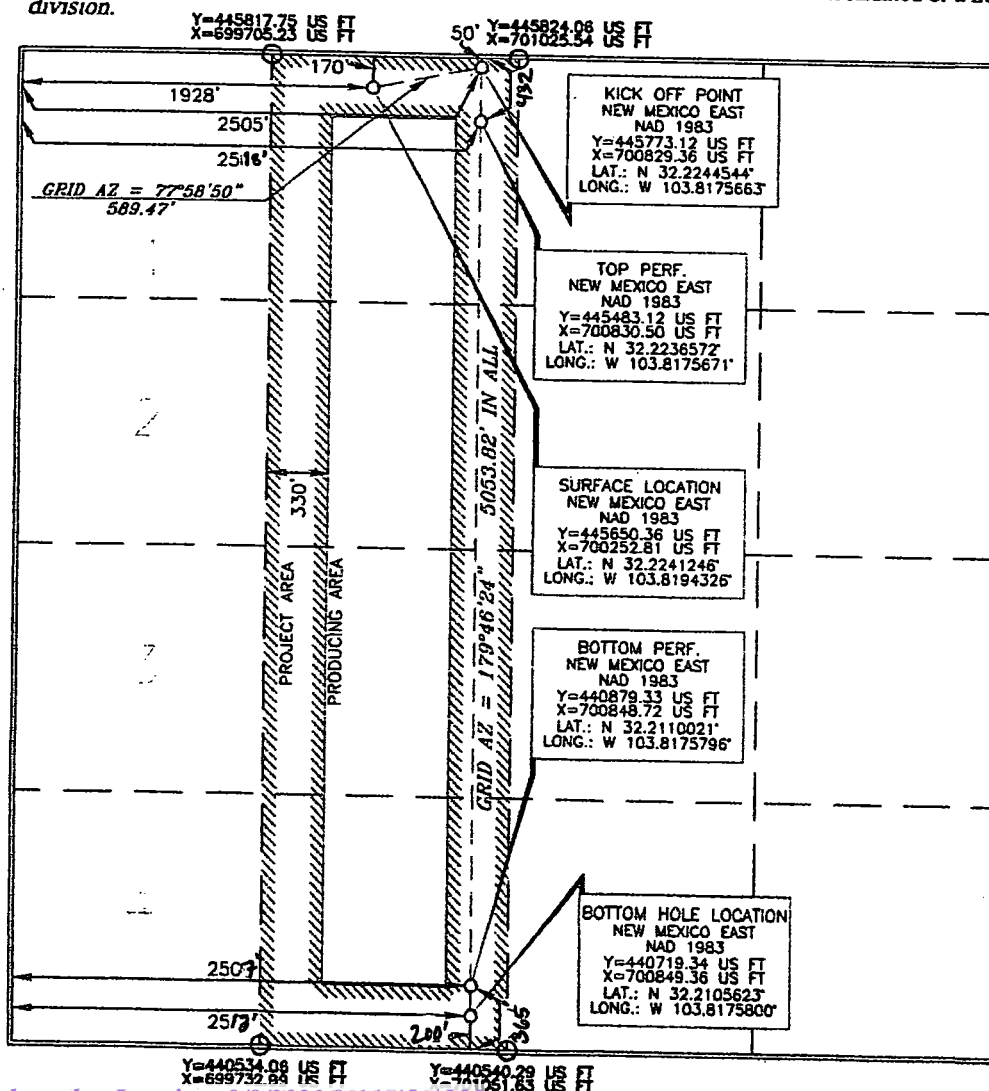 division.
Y=445817.75 US FT
X=699705.23 US FT
50'
Y=445824.06 US FT
X=701025.54 US FT
170'
1928'
432
2505'
2516'
GRID AZ = 77°58'50"
589.47'
KICK OFF POINT
NEW MEXICO EAST
NAD 1983
Y=445773.12 US FT
X=700829.36 US FT
LAT.: N 32.2244544°
LONG.: W 103.8175663°
TOP PERF.
NEW MEXICO EAST
NAD 1983
Y=445483.12 US FT
X=700830.50 US FT
LAT.: N 32.2236572°
LONG.: W 103.8175671°
2
330'
GRID AZ = 179°46'24" 5053.82' IN ALL
SURFACE LOCATION
NEW MEXICO EAST
NAD 1983
Y=445650.36 US FT
X=700252.81 US FT
LAT.: N 32.2241246°
LONG.: W 103.8194326°
3
PROJECT AREA
PRODUCING AREA
BOTTOM PERF.
NEW MEXICO EAST
NAD 1983
Y=440879.33 US FT
X=700848.72 US FT
LAT.: N 32.2110021°
LONG.: W 103.8175796°
BOTTOM HOLE LOCATION
NEW MEXICO EAST
NAD 1983
Y=440719.34 US FT
X=700849.36 US FT
LAT.: N 32.2105623°
LONG.: W 103.8175800°
2507'
2512'
200'
365
Y=440534.08 US FT
X=699732.99 US FT
Y=440540.29 US FT